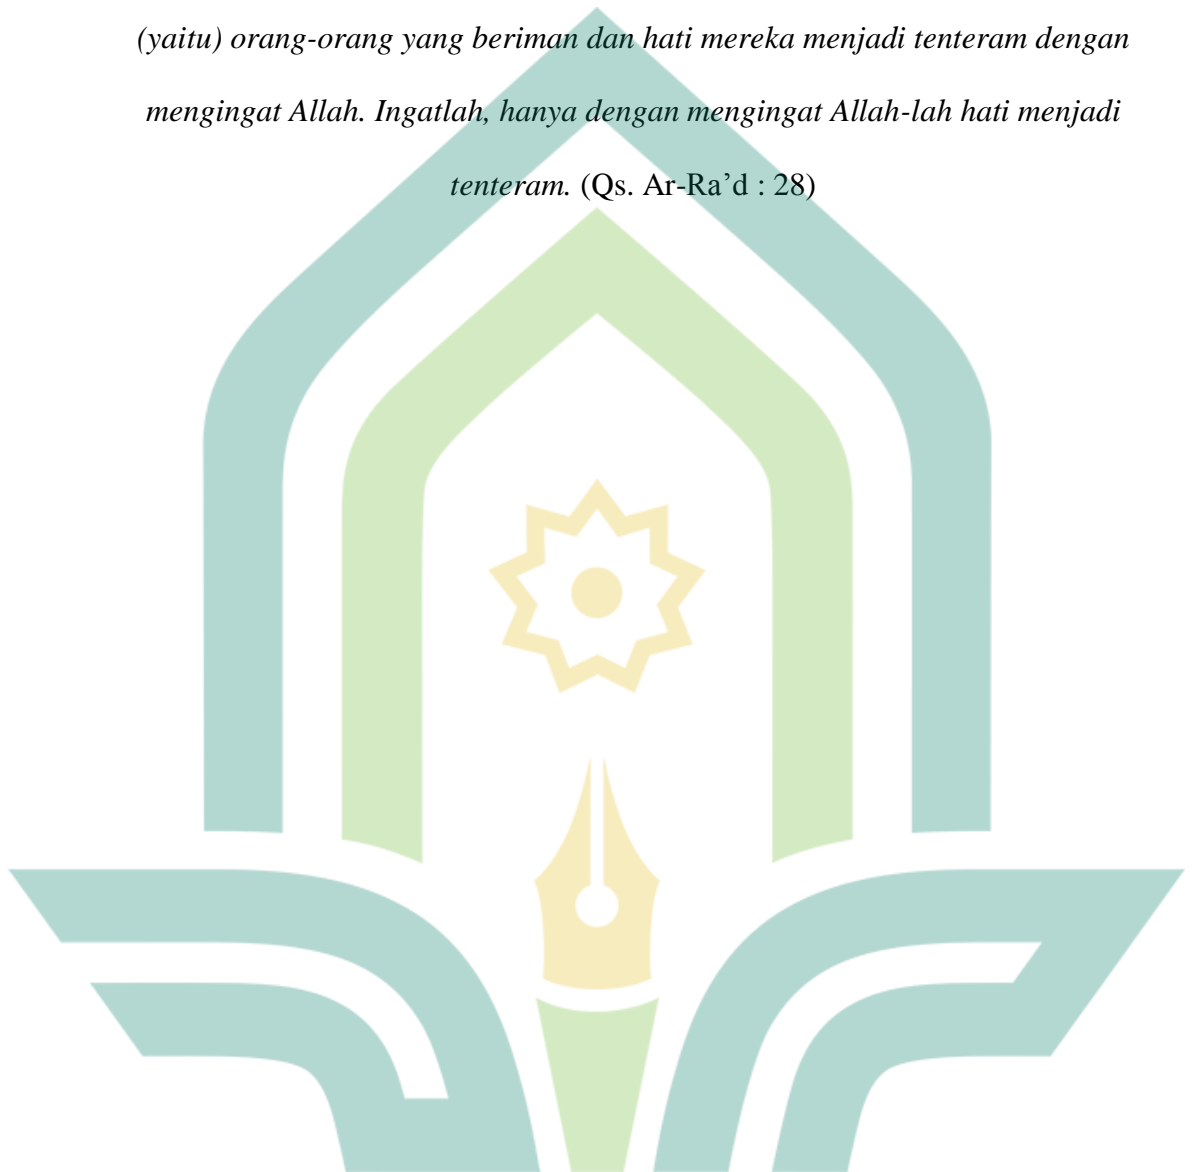 (yaitu) orang-orang yang beriman dan hati mereka menjadi tenteram dengan
mengingat Allah. Ingatlah, hanya dengan mengingat Allah-lah hati menjadi
tenteram. (Qs. Ar-Ra’d : 28)